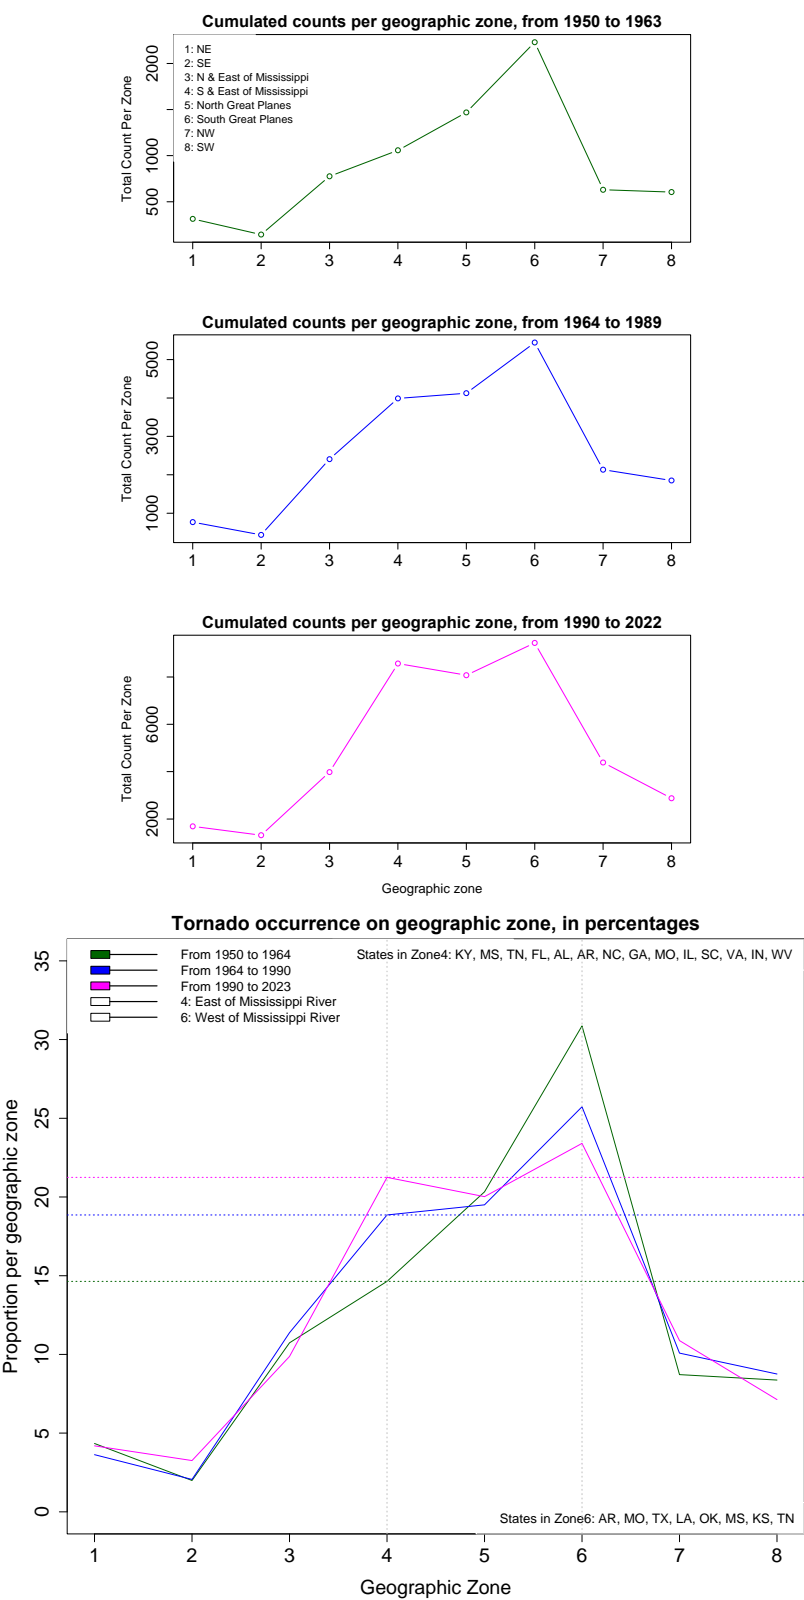 Cumulated counts per geographic zone, from 1950 to 1963
Total Count Per Zone
2000
1000
500
1: NE
2: SE
3: N & East of Mississippi
4: S & East of Mississippi
5: North Great Planes
6: South Great Planes
7: NW
8: SW
1 2 3 4 5 6 7 8
Cumulated counts per geographic zone, from 1964 to 1989
Total Count Per Zone
5000
3000
1000
1 2 3 4 5 6 7 8
Cumulated counts per geographic zone, from 1990 to 2022
Total Count Per Zone
6000
2000
1 2 3 4 5 6 7 8
Geographic zone
Tornado occurrence on geographic zone, in percentages
From 1950 to 1964
From 1964 to 1990
From 1990 to 2023
4: East of Mississippi River
6: West of Mississippi River
States in Zone4: KY, MS, TN, FL, AL, AR, NC, GA, MO, IL, SC, VA, IN, WV
Proportion per geographic zone
35
30
25
20
15
10
5
0
States in Zone6: AR, MO, TX, LA, OK, MS, KS, TN
1 2 3 4 5 6 7 8
Geographic Zone